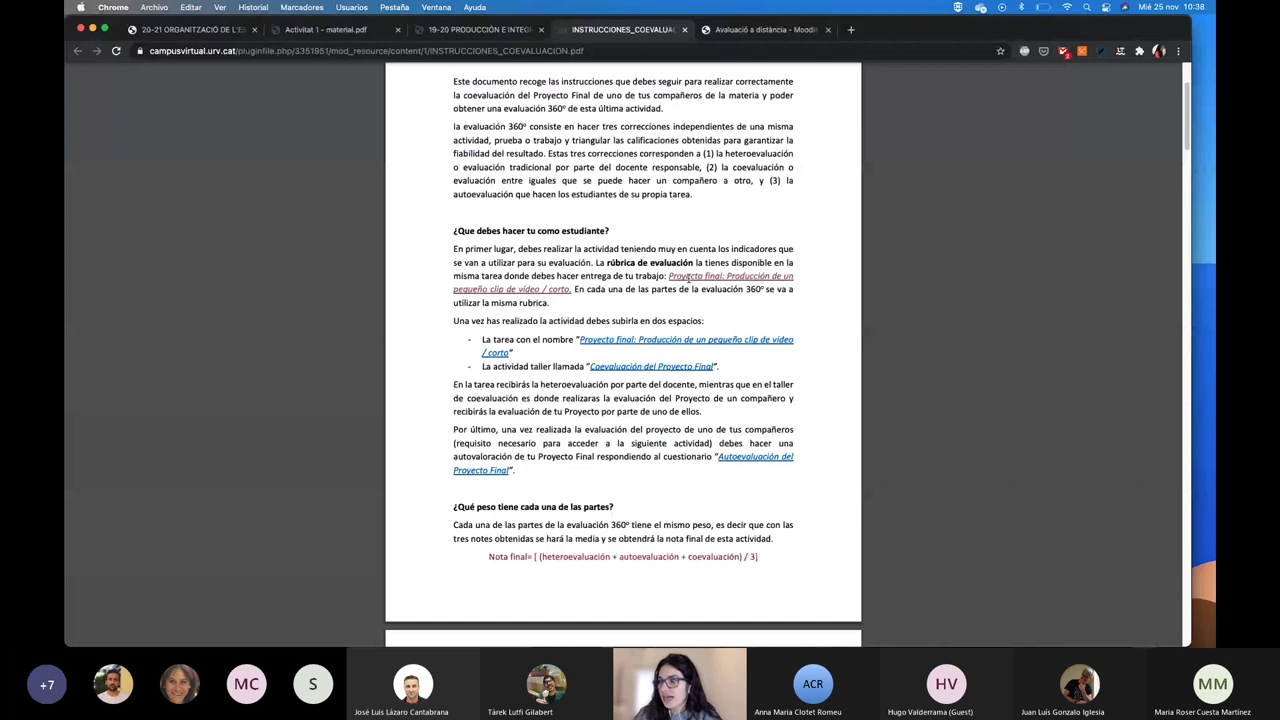 Chrome Archivo Editar Ver Historial Marcadores Usuarios Pestaña Ventana Ayuda
Mié 25 nov 10:38
20-21 ORGANITZACIÓ DE L'ES
Activitat 1 - material.pdf
19-20 PRODUCCIÓN E INTEGR
INSTRUCCIONES_COEVALUA
Avaluació a distància - Moodl
campusvirtual.urv.cat/pluginfile.php/3351951/mod_resource/content/1/INSTRUCCIONES_COEVALUACION.pdf
Este documento recoge las instrucciones que debes seguir para realizar correctamente
la coevaluación del Proyecto Final de uno de tus compañeros de la materia y poder
obtener una evaluación 360º de esta última actividad.
la evaluación 360º consiste en hacer tres correcciones independientes de una misma
actividad, prueba o trabajo y triangular las calificaciones obtenidas para garantizar la
fiabilidad del resultado. Estas tres correcciones corresponden a (1) la heteroevaluación
o evaluación tradicional por parte del docente responsable, (2) la coevaluación o
evaluación entre iguales que se puede hacer un compañero a otro, y (3) la
autoevaluación que hacen los estudiantes de su propia tarea.
¿Que debes hacer tu como estudiante?
En primer lugar, debes realizar la actividad teniendo muy en cuenta los indicadores que
se van a utilizar para su evaluación. La rúbrica de evaluación la tienes disponible en la
misma tarea donde debes hacer entrega de tu trabajo: Proyecto final: Producción de un
pequeño clip de vídeo / corto. En cada una de las partes de la evaluación 360º se va a
utilizar la misma rubrica.
Una vez has realizado la actividad debes subirla en dos espacios:
- La tarea con el nombre "Proyecto final: Producción de un pequeño clip de vídeo
/ corto"
- La actividad taller llamada "Coevaluación del Proyecto Final".
En la tarea recibirás la heteroevaluación por parte del docente, mientras que en el taller
de coevaluación es donde realizaras la evaluación del Proyecto de un compañero y
recibirás la evaluación de tu Proyecto por parte de uno de ellos.
Por último, una vez realizada la evaluación del proyecto de uno de tus compañeros
(requisito necesario para acceder a la siguiente actividad) debes hacer una
autovaloración de tu Proyecto Final respondiendo al cuestionario "Autoevaluación del
Proyecto Final".
¿Qué peso tiene cada una de las partes?
Cada una de las partes de la evaluación 360º tiene el mismo peso, es decir que con las
tres notas obtenidas se hará la media y se obtendrá la nota final de esta actividad.
Nota final= [ (heteroevaluación + autoevaluación + coevaluación) / 3]
+7
MC
S
ACR
HV
MM
José Luis Lázaro Cantabrana
Tárek Lutfi Gilabert
Anna Maria Clotet Romeu
Hugo Valderrama (Guest)
Juan Luís Gonzalo Iglesia
Maria Roser Cuesta Martínez